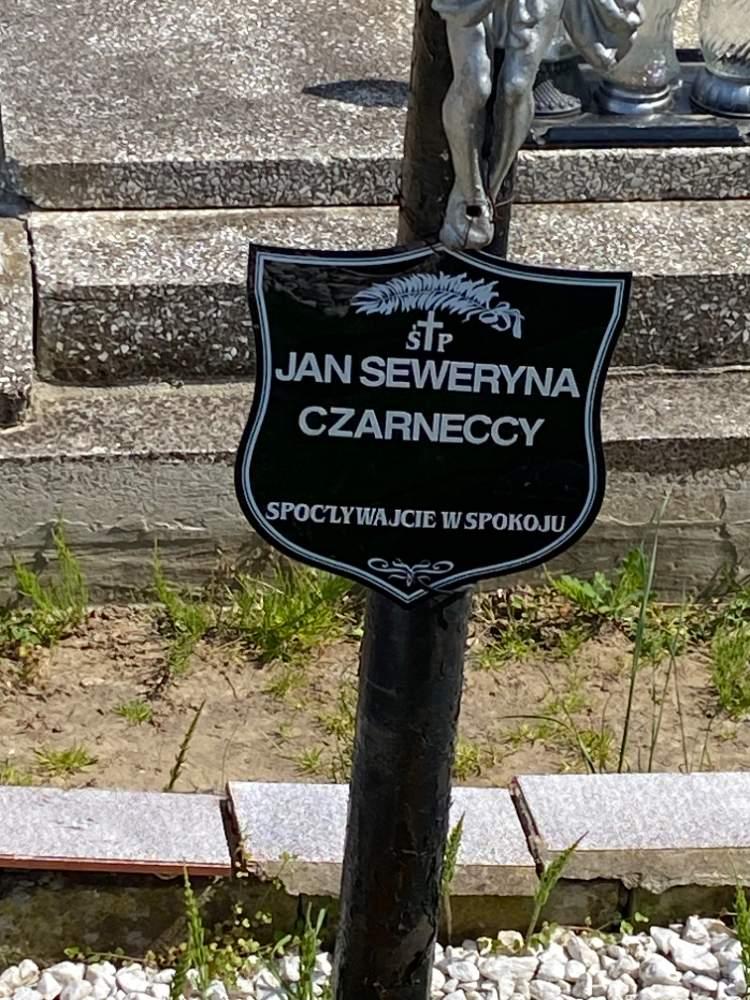 Ś†P
JAN SEWERYNA
CZARNECCY
SPOCZYWAJCIE W SPOKOJU